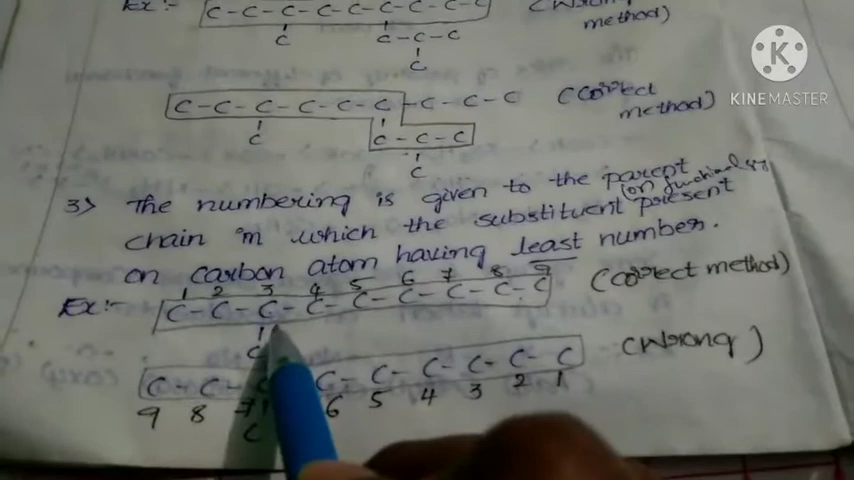 Ex:-
C-C-C-C-C-C-C-C (Wrong
C C-C-C method)
C
KINEMASTER
C-C-C-C-C-C-C-C-C (Correct
method)
C C-C-C
C
3) The numbering is given to the parent
(or functional
chain in which the substituent present
on carbon atom having least number.
1 2 3 4 5 6 7 8 9
Ex:- C-C-C-C-C-C-C-C-C (Correct method)
C
C-C-C C-C-C-C-C-C (Wrong)
9 8 7 6 5 4 3 2 1
C